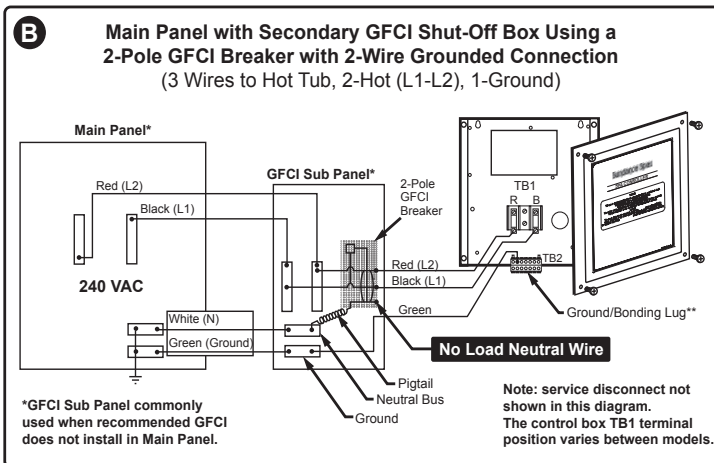 B
Main Panel with Secondary GFCI Shut-Off Box Using a
2-Pole GFCI Breaker with 2-Wire Grounded Connection
(3 Wires to Hot Tub, 2-Hot (L1-L2), 1-Ground)
Main Panel*
Red (L2)
Black (L1)
240 VAC
White (N)
Green (Ground)
GFCI Sub Panel*
2-Pole
GFCI
Breaker
Red (L2)
Black (L1)
Green
TB1
R B
TB2
Sundance Spas
Ground/Bonding Lug**
No Load Neutral Wire
Pigtail
Neutral Bus
Ground
*GFCI Sub Panel commonly
used when recommended GFCI
does not install in Main Panel.
Note: service disconnect not
shown in this diagram.
The control box TB1 terminal
position varies between models.